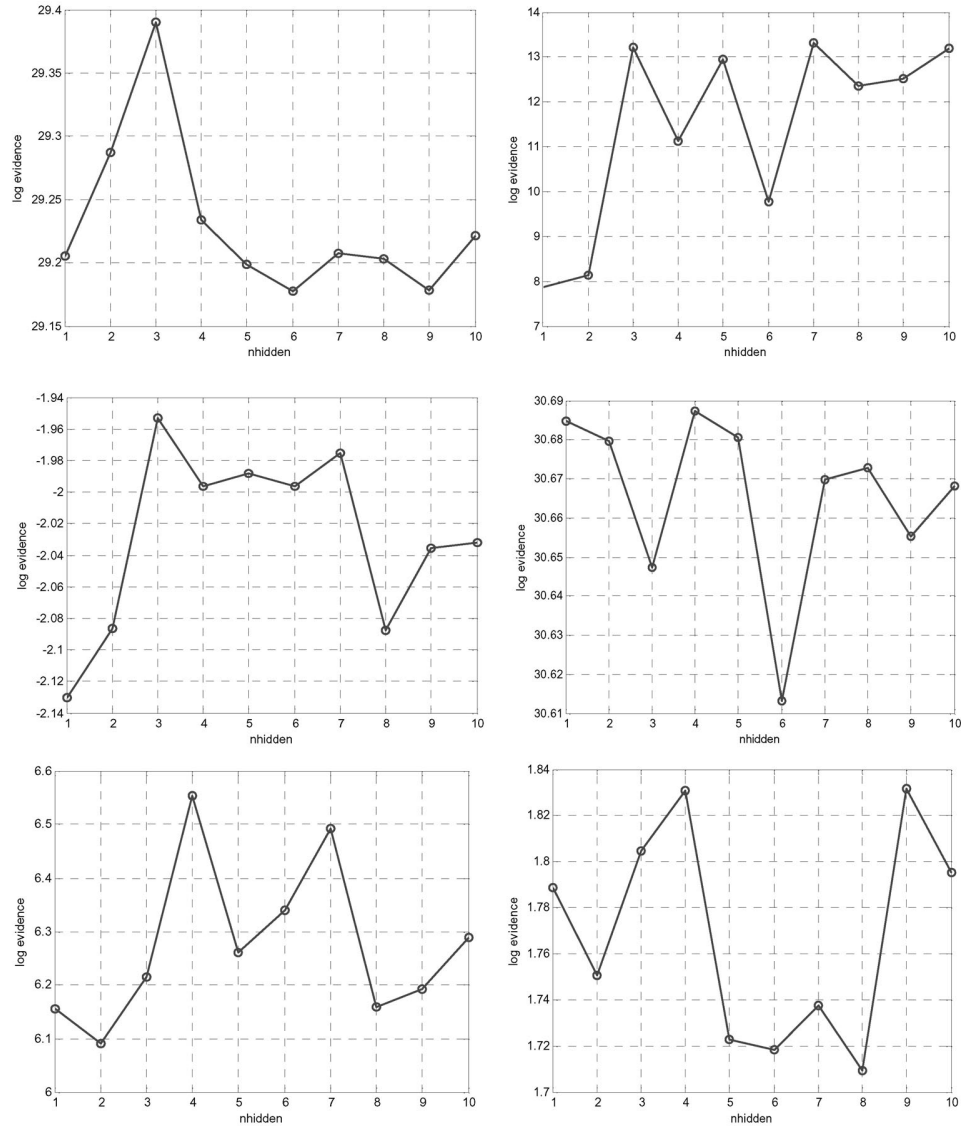 29.4
29.35
29.3
29.25
29.2
29.15
log evidence
1 2 3 4 5 6 7 8 9 10
nhidden
14
13
12
11
10
9
8
7
log evidence
1 2 3 4 5 6 7 8 9 10
nhidden
-1.94
-1.96
-1.98
-2
-2.02
-2.04
-2.06
-2.08
-2.1
-2.12
-2.14
log evidence
1 2 3 4 5 6 7 8 9 10
nhidden
30.69
30.68
30.67
30.66
30.65
30.64
30.63
30.62
30.61
log evidence
1 2 3 4 5 6 7 8 9 10
nhidden
6.6
6.5
6.4
6.3
6.2
6.1
6
log evidence
1 2 3 4 5 6 7 8 9 10
nhidden
1.84
1.82
1.8
1.78
1.76
1.74
1.72
1.7
log evidence
1 2 3 4 5 6 7 8 9 10
nhidden